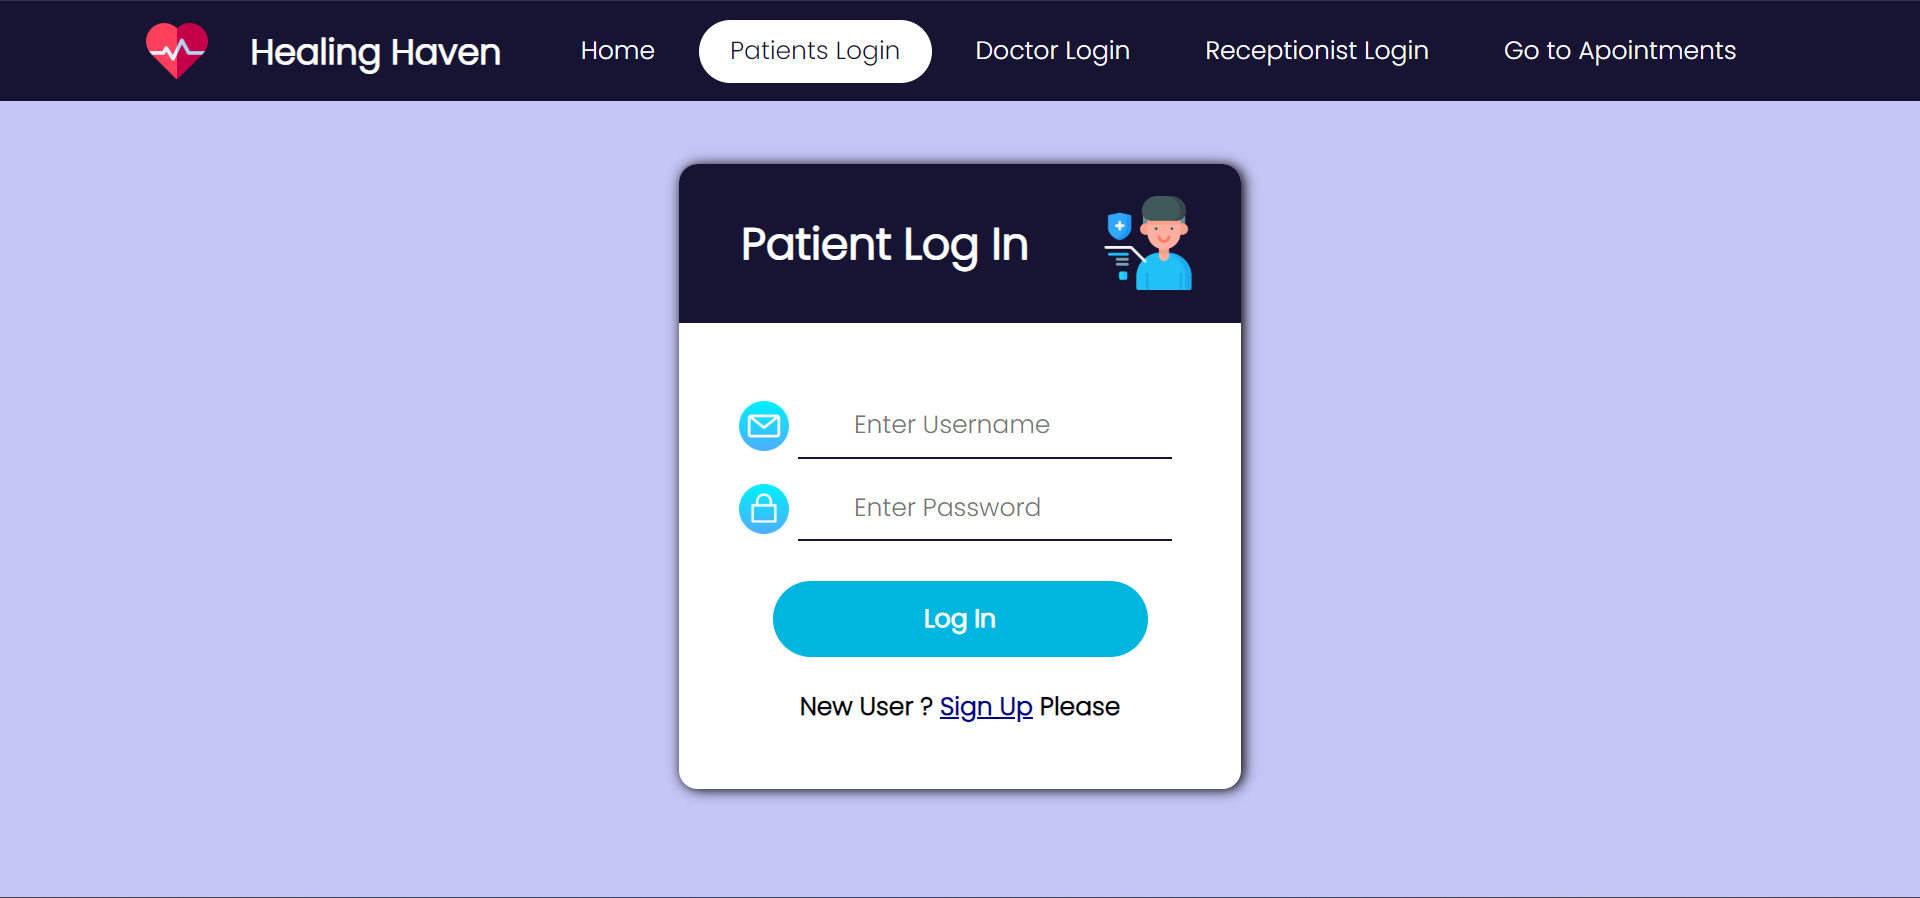 Healing Haven Home Patients Login Doctor Login Receptionist Login Go to Apointments
Patient Log In
Enter Username
Enter Password
Log In
New User ? Sign Up Please